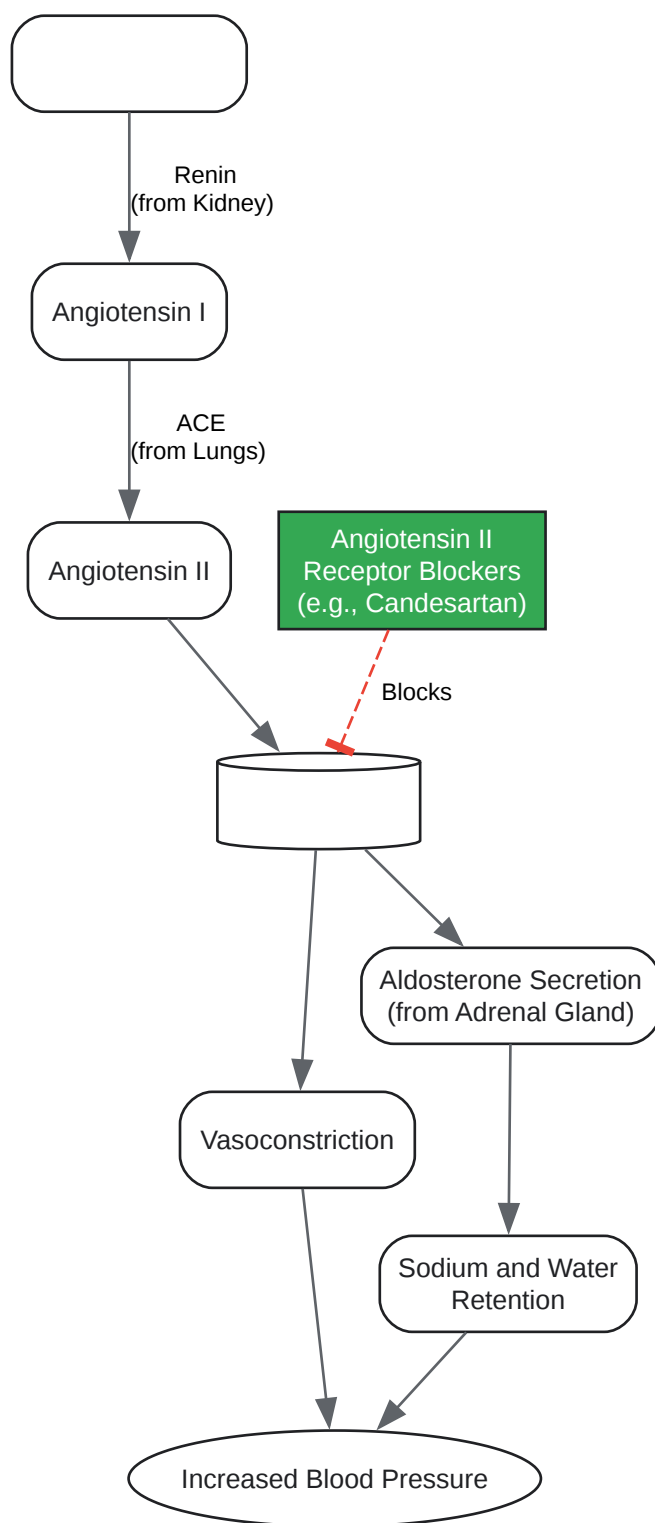 Renin
(from Kidney)
Angiotensin I
ACE
(from Lungs)
Angiotensin II
Angiotensin II
Receptor Blockers
(e.g., Candesartan)
Blocks
Aldosterone Secretion
(from Adrenal Gland)
Vasoconstriction
Sodium and Water
Retention
Increased Blood Pressure